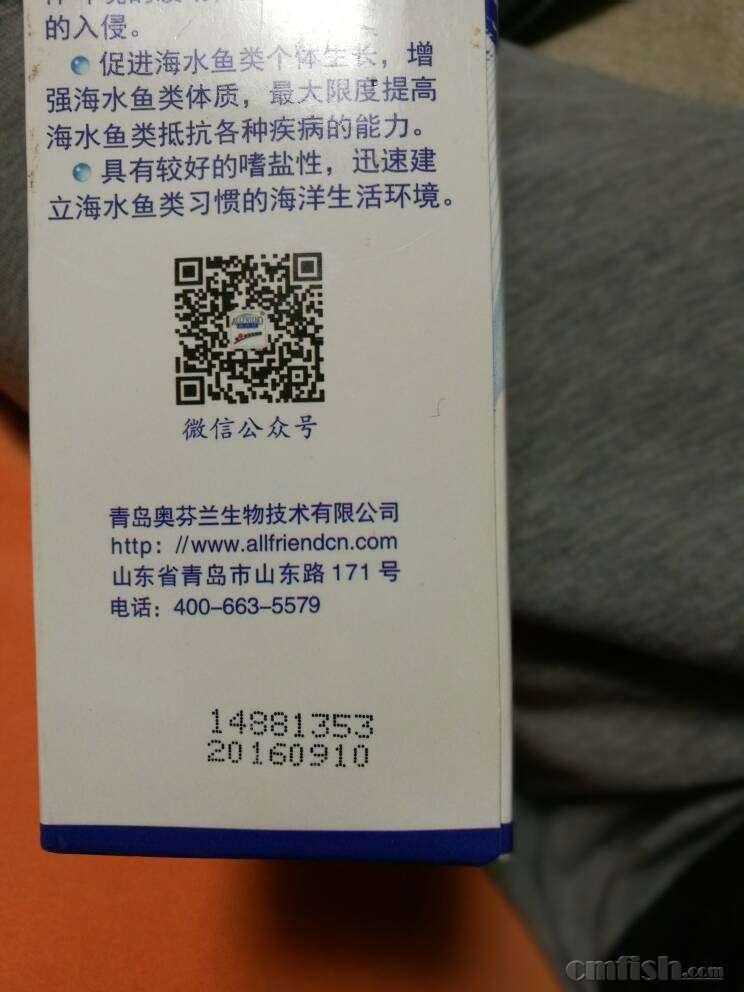 的入侵。
促进海水鱼类个体生长，增
强海水鱼类体质，最大限度提高
海水鱼类抵抗各种疾病的能力。
具有较好的嗜盐性，迅速建
立海水鱼类习惯的海洋生活环境。
ALLFRIEND
微信公众号
青岛奥芬兰生物技术有限公司
http: //www.allfriendcn.com
山东省青岛市山东路 171 号
电话：400-663-5579
14881353
20160910
cmfish.com